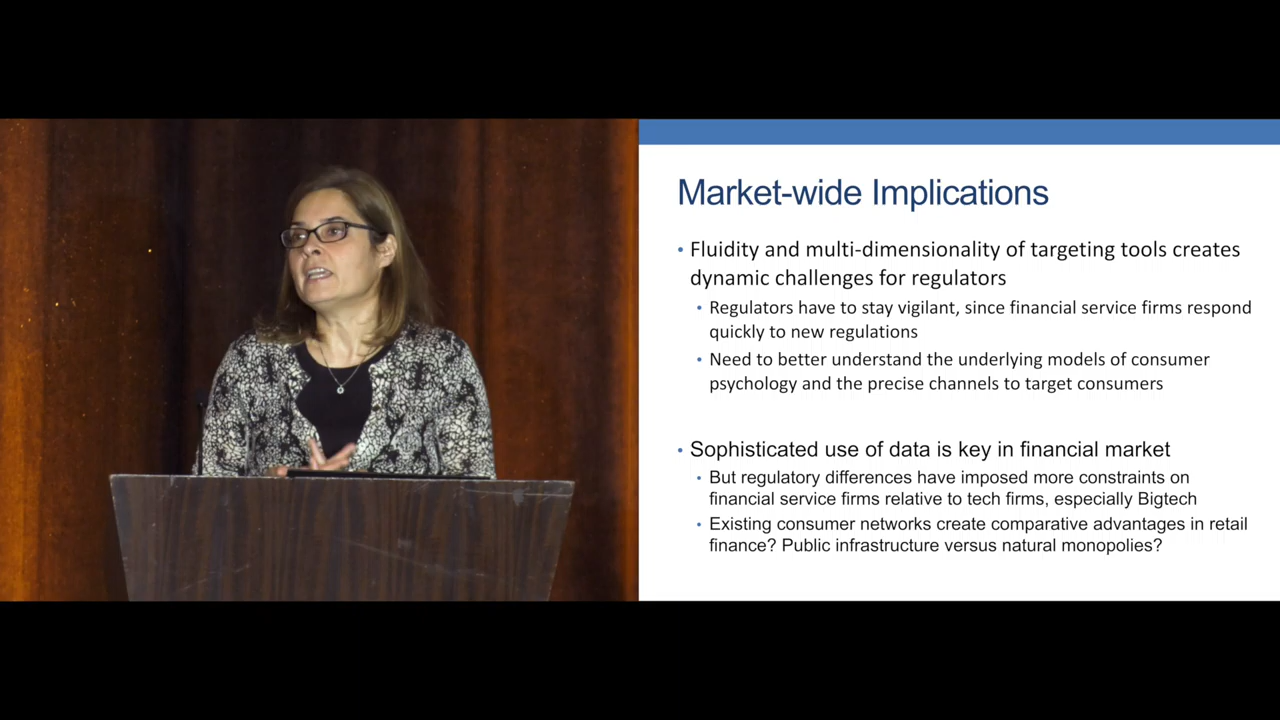 Market-wide Implications
• Fluidity and multi-dimensionality of targeting tools creates
dynamic challenges for regulators
• Regulators have to stay vigilant, since financial service firms respond
quickly to new regulations
• Need to better understand the underlying models of consumer
psychology and the precise channels to target consumers
• Sophisticated use of data is key in financial market
• But regulatory differences have imposed more constraints on
financial service firms relative to tech firms, especially Bigtech
• Existing consumer networks create comparative advantages in retail
finance? Public infrastructure versus natural monopolies?